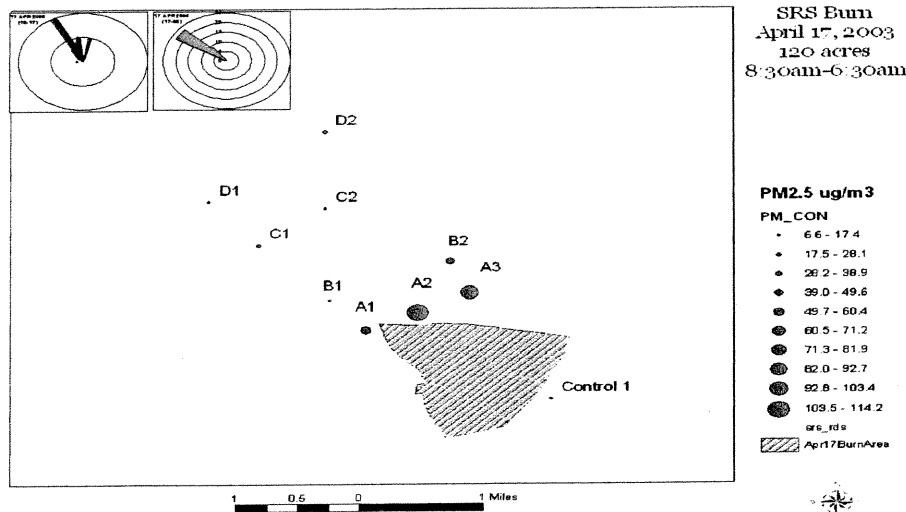 SRS Burn
April 17, 2003
120 acres
8:30am-6:30am
D2
D1
C2
C1
B2
A3
B1
A2
A1
Control 1
PM2.5 ug/m3
PM_CON
6.6 - 17.4
17.5 - 28.1
28.2 - 38.9
39.0 - 49.6
49.7 - 60.4
60.5 - 71.2
71.3 - 81.9
82.0 - 92.7
92.8 - 103.4
103.5 - 114.2
srs_rds
Apr17BurnArea
1 0.5 0 1 Miles